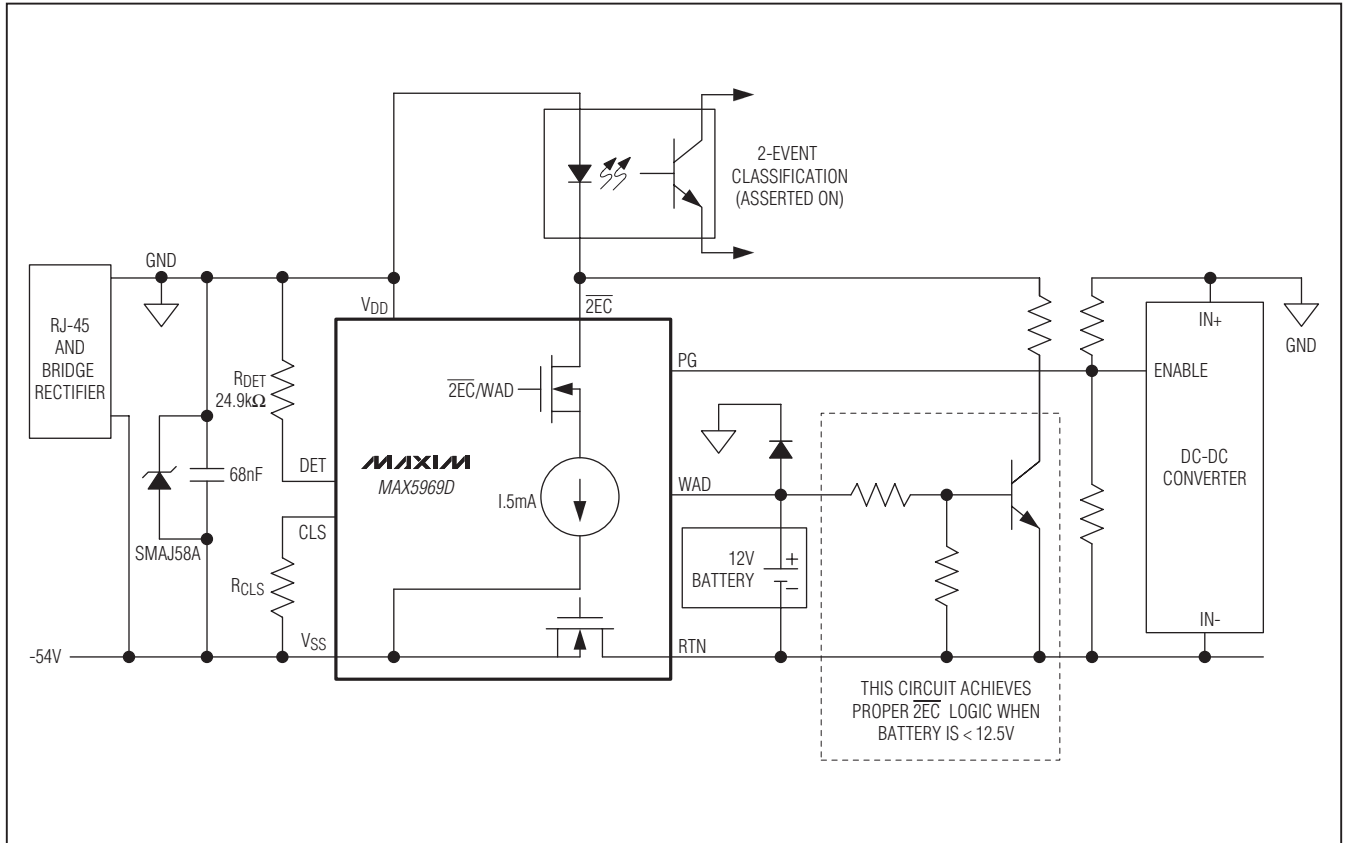 2-EVENT
CLASSIFICATION
(ASSERTED ON)
GND
RJ-45
AND
BRIDGE
RECTIFIER
VDD
2EC
IN+
GND
PG
ENABLE
RDET
24.9kΩ
2EC/WAD
DC-DC
CONVERTER
68nF
DET
MAXIM
MAX5969D
WAD
1.5mA
CLS
SMAJ58A
12V
BATTERY
+
−
RCLS
IN-
VSS
RTN
-54V
THIS CIRCUIT ACHIEVES
PROPER 2EC LOGIC WHEN
BATTERY IS < 12.5V